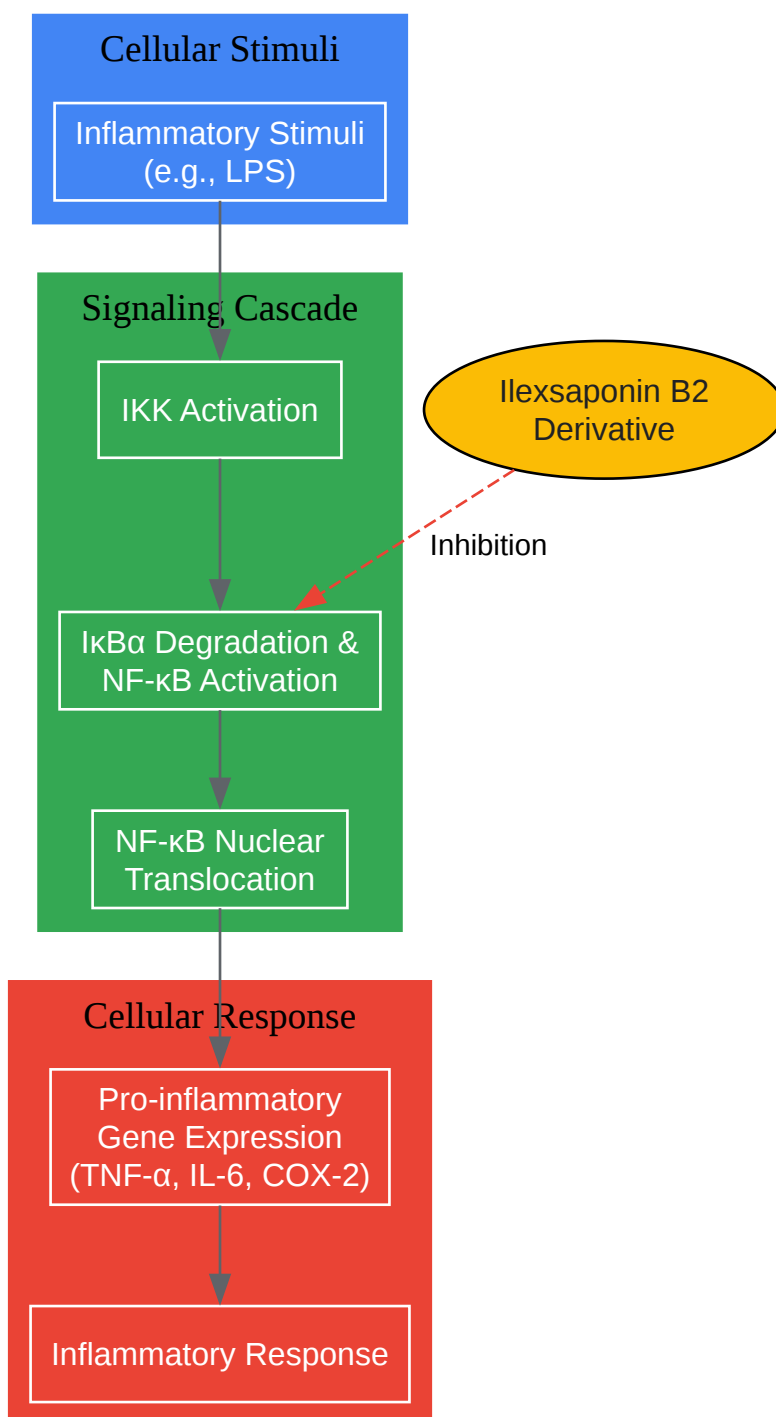 Cellular Stimuli
Inflammatory Stimuli
(e.g., LPS)
Signaling Cascade
IKK Activation
Ilexsaponin B2
Derivative
Inhibition
IκBα Degradation &
NF-κB Activation
NF-κB Nuclear
Translocation
Cellular Response
Pro-inflammatory
Gene Expression
(TNF-α, IL-6, COX-2)
Inflammatory Response